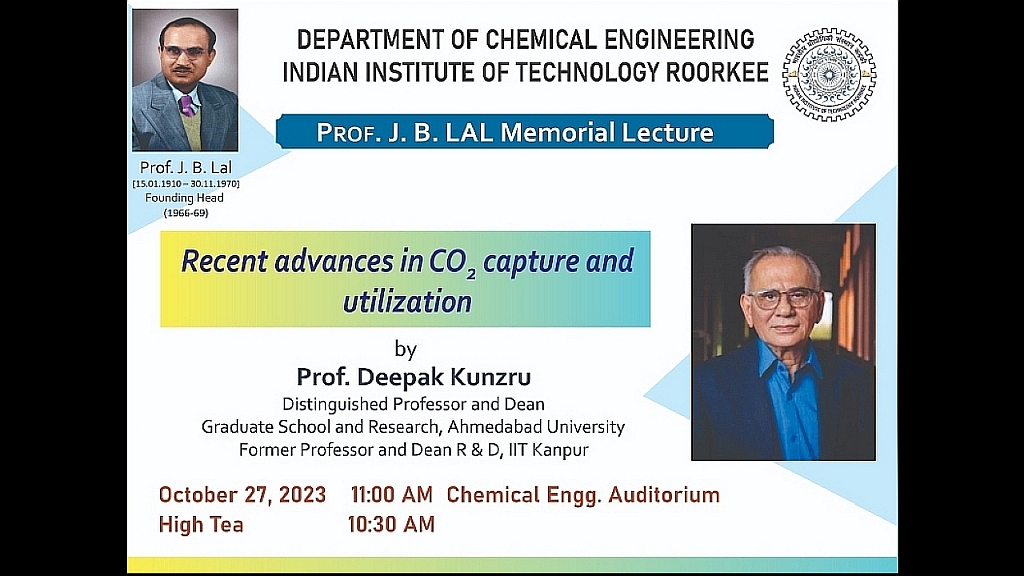 DEPARTMENT OF CHEMICAL ENGINEERING
INDIAN INSTITUTE OF TECHNOLOGY ROORKEE
PROF. J. B. LAL Memorial Lecture
Prof. J. B. Lal
[15.01.1910 – 30.11.1970]
Founding Head
(1966-69)
Recent advances in CO₂ capture and
utilization
by
Prof. Deepak Kunzru
Distinguished Professor and Dean
Graduate School and Research, Ahmedabad University
Former Professor and Dean R & D, IIT Kanpur
October 27, 2023 11:00 AM Chemical Engg. Auditorium
High Tea 10:30 AM